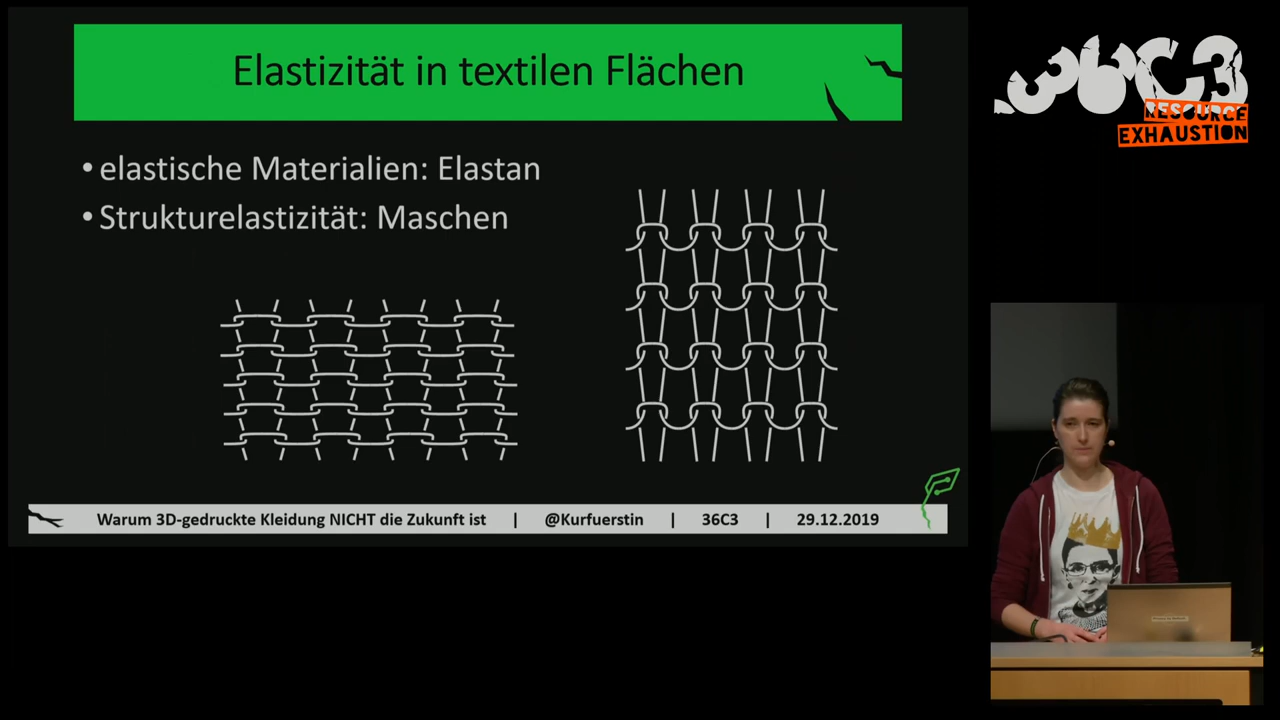 Elastizität in textilen Flächen
• elastische Materialien: Elastan
• Strukturelastizität: Maschen
Warum 3D-gedruckte Kleidung NICHT die Zukunft ist | @Kurfuerstin | 36C3 | 29.12.2019
36C3
RESOURCE
EXHAUSTION